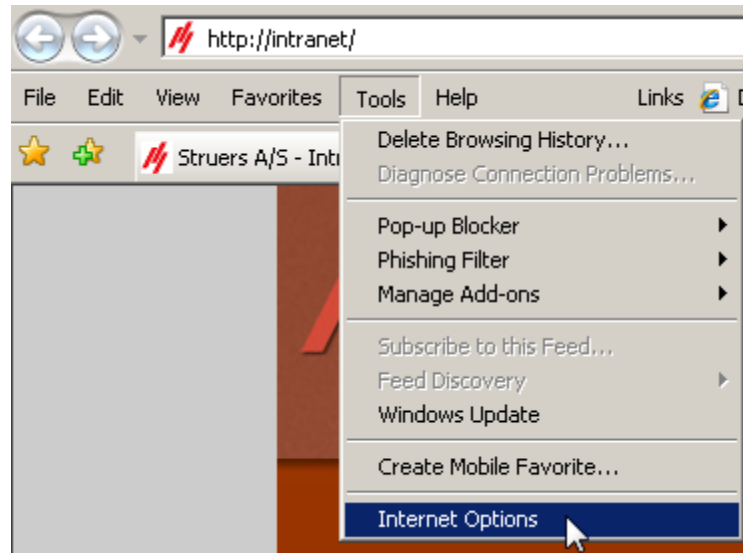 http://intranet/
File Edit View Favorites Tools Help Links
Struers A/S - Intr
Delete Browsing History...
Diagnose Connection Problems...
Pop-up Blocker
Phishing Filter
Manage Add-ons
Subscribe to this Feed...
Feed Discovery
Windows Update
Create Mobile Favorite...
Internet Options